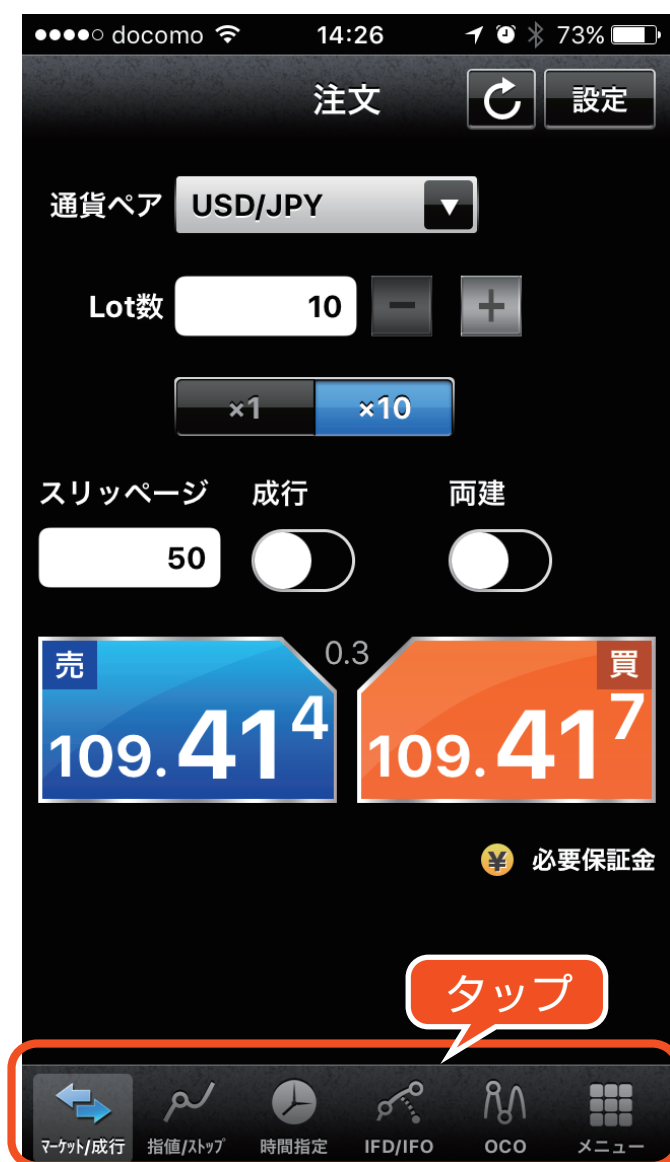 docomo 14:26 73%
注文 設定
通貨ペア USD/JPY
Lot数 10
×1 ×10
スリッページ 成行 両建
50
売 0.3 買
109.414 109.417
¥ 必要保証金
タップ
マーケット/成行 指値/ストップ 時間指定 IFD/IFO OCO メニュー